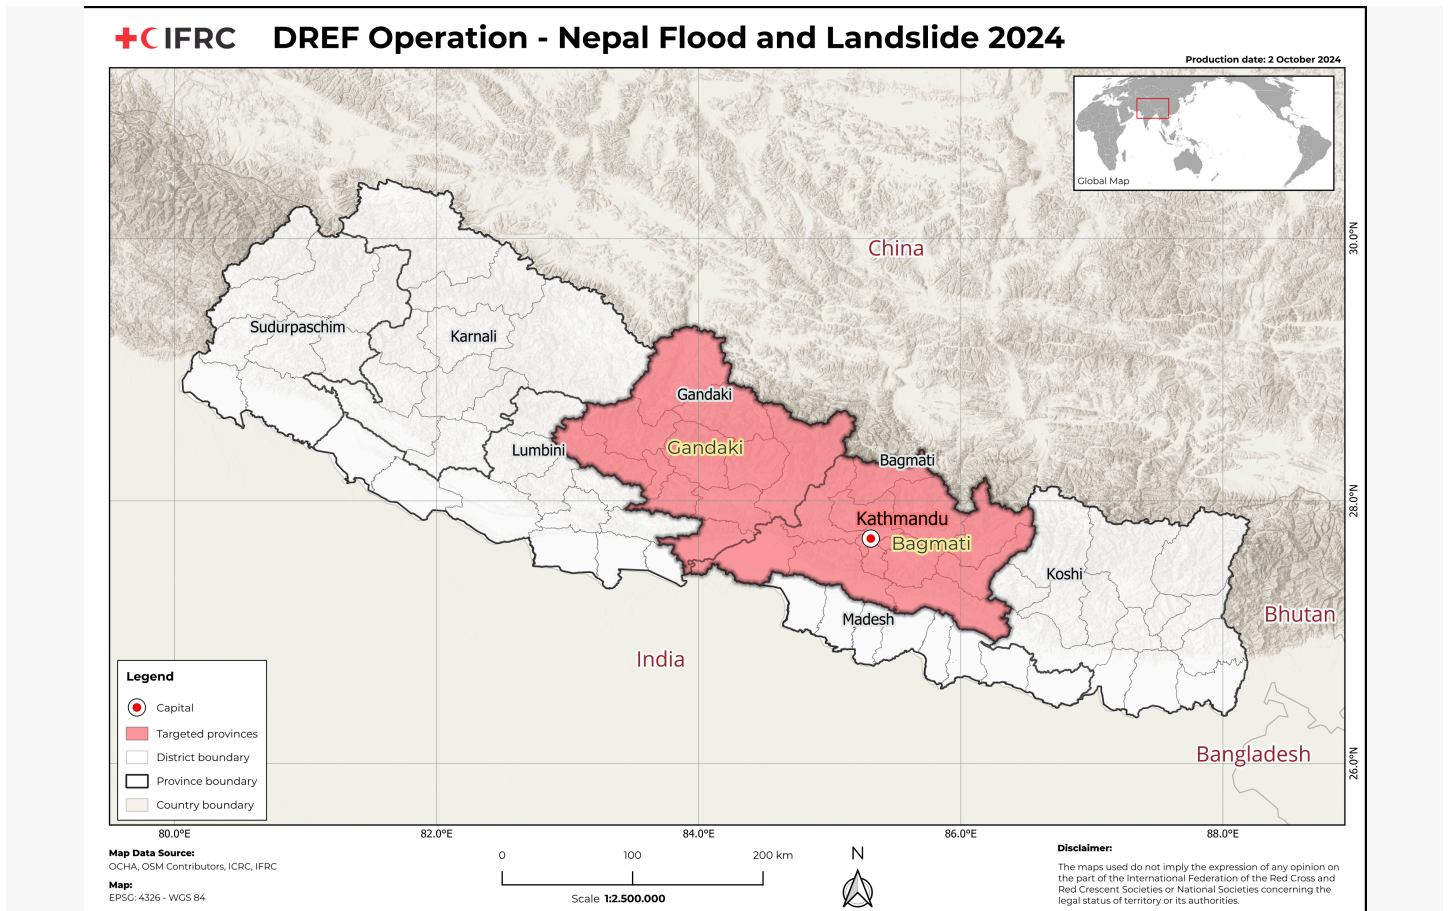 IFRC
DREF Operation - Nepal Flood and Landslide 2024
Production date: 2 October 2024
Global Map
30.0°N
China
Sudurpaschim
Karnali
Gandaki
Gandaki
Lumbini
Bagmati
28.0°N
Kathmandu
Bagmati
Koshi
Madesh
Bhutan
India
Bangladesh
26.0°N
Legend
Capital
Targeted provinces
District boundary
Province boundary
Country boundary
80.0°E
82.0°E
84.0°E
86.0°E
88.0°E
Map Data Source:
OCHA, OSM Contributors, ICRC, IFRC
Map:
EPSG: 4326 - WGS 84
0 100 200 km
Scale 1:2.500.000
N
Disclaimer:
The maps used do not imply the expression of any opinion on
the part of the International Federation of the Red Cross and
Red Crescent Societies or National Societies concerning the
legal status of territory or its authorities.